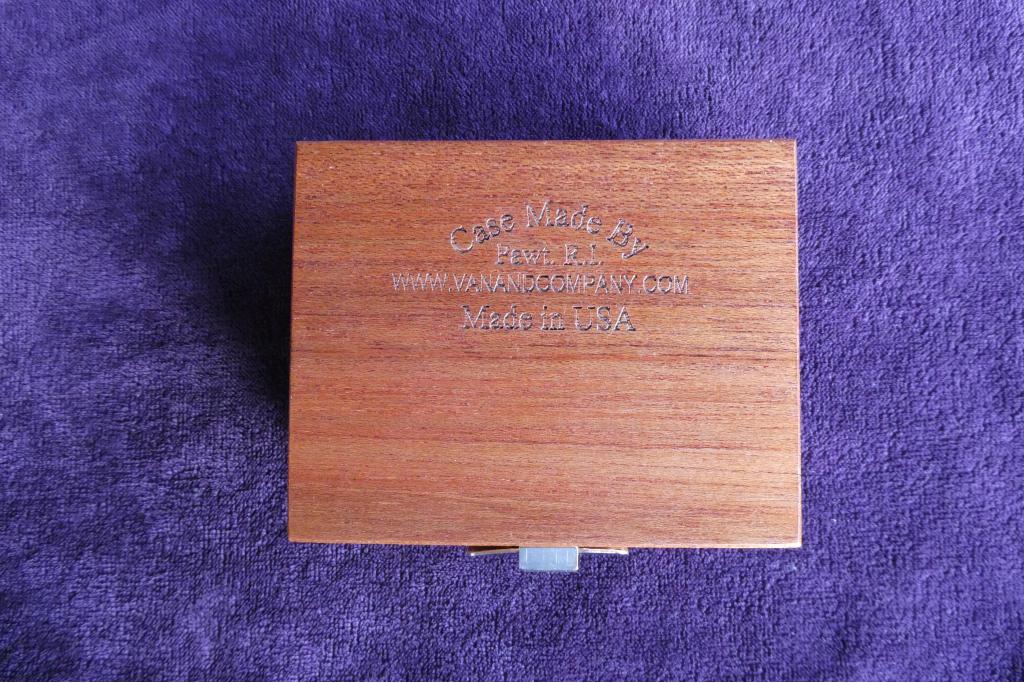 Case Made By
Pawt. R.I.
WWW.VANANDCOMPANY.COM
Made in USA